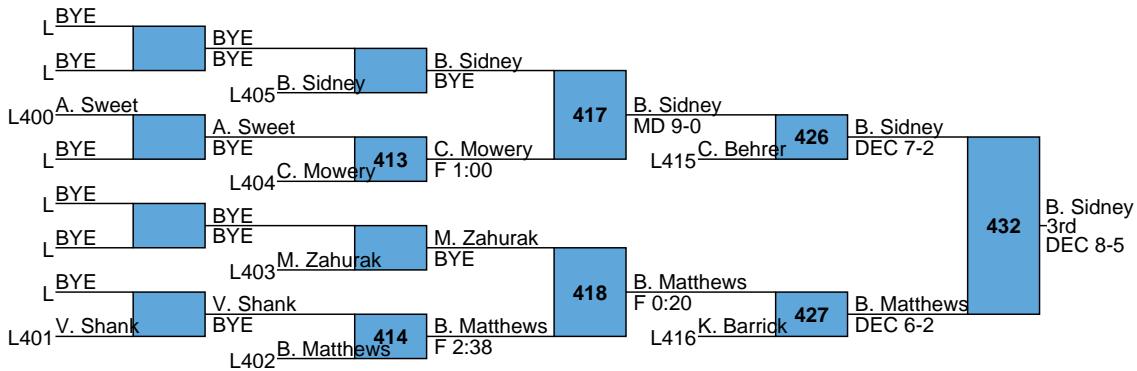 BYE
L
BYE
BYE
BYE
L
B. Sidney
L405
B. Sidney
BYE
A. Sweet
L400
A. Sweet
BYE
BYE
L
413
C. Mowery
L404
C. Mowery
F 1:00
417
B. Sidney
MD 9-0
C. Behrer
L415
426
B. Sidney
DEC 7-2
BYE
L
BYE
BYE
BYE
L
M. Zahurak
L403
M. Zahurak
BYE
BYE
L
V. Shank
BYE
V. Shank
L401
414
B. Matthews
L402
B. Matthews
F 2:38
418
B. Matthews
F 0:20
K. Barrick
L416
427
B. Matthews
DEC 6-2
432
B. Sidney
3rd
DEC 8-5